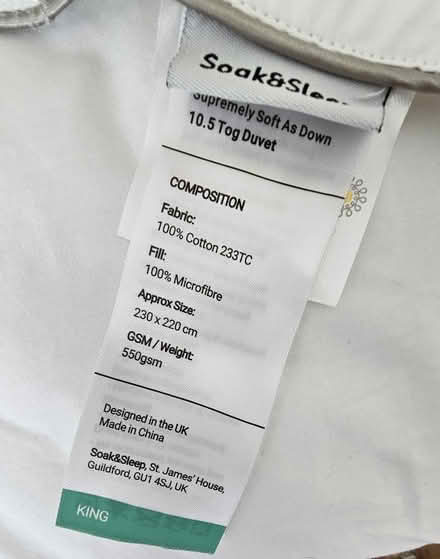 Soak&Sleep
Supremely Soft As Down
10.5 Tog Duvet
COMPOSITION
Fabric:
100% Cotton 233TC
Fill:
100% Microfibre
Approx Size:
230 x 220 cm
GSM / Weight:
550gsm
Designed in the UK
Made in China
Soak&Sleep, St. James' House,
Guildford, GU1 4SJ, UK
KING